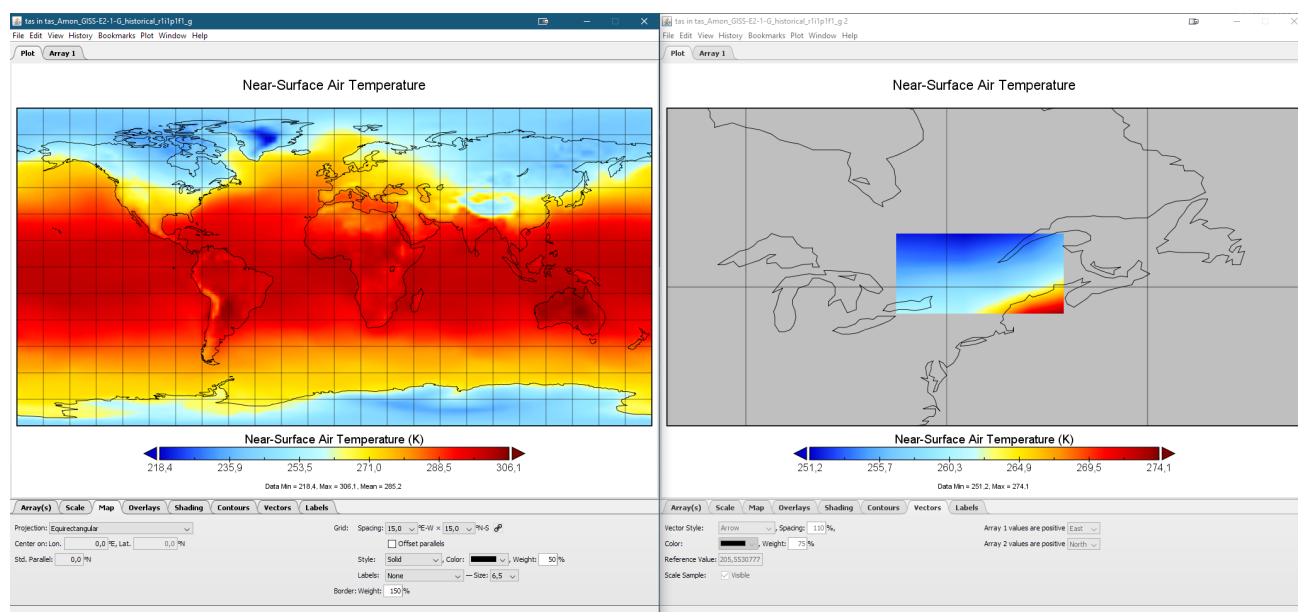 tas in tas_Amon_GISS-E2-1-G_historical_r1i1p1f1_g
File Edit View History Bookmarks Plot Window Help
Plot Array 1
Near-Surface Air Temperature
Near-Surface Air Temperature (K)
218,4 235,9 253,5 271,0 288,5 306,1
Data Min = 218,4, Max = 306,1, Mean = 285,2
Array(s) Scale Map Overlays Shading Contours Vectors Labels
Projection: Equirectangular Grid: Spacing: 15,0 °E-W × 15,0 °N-S
Center on: Lon. 0,0 °E, Lat. 0,0 °N Offset parallels
Std. Parallel: 0,0 °N Style: Solid , Color: , Weight: 50 %
Labels: None — Size: 6,5
Border: Weight: 150 %
tas in tas_Amon_GISS-E2-1-G_historical_r1i1p1f1_g 2
File Edit View History Bookmarks Plot Window Help
Plot Array 1
Near-Surface Air Temperature
Near-Surface Air Temperature (K)
251,2 255,7 260,3 264,9 269,5 274,1
Data Min = 251,2, Max = 274,1
Array(s) Scale Map Overlays Shading Contours Vectors Labels
Vector Style: Arrow , Spacing: 110 %, Array 1 values are positive East
Color: , Weight: 75 % Array 2 values are positive North
Reference Value: 205,5530777
Scale Sample: Visible